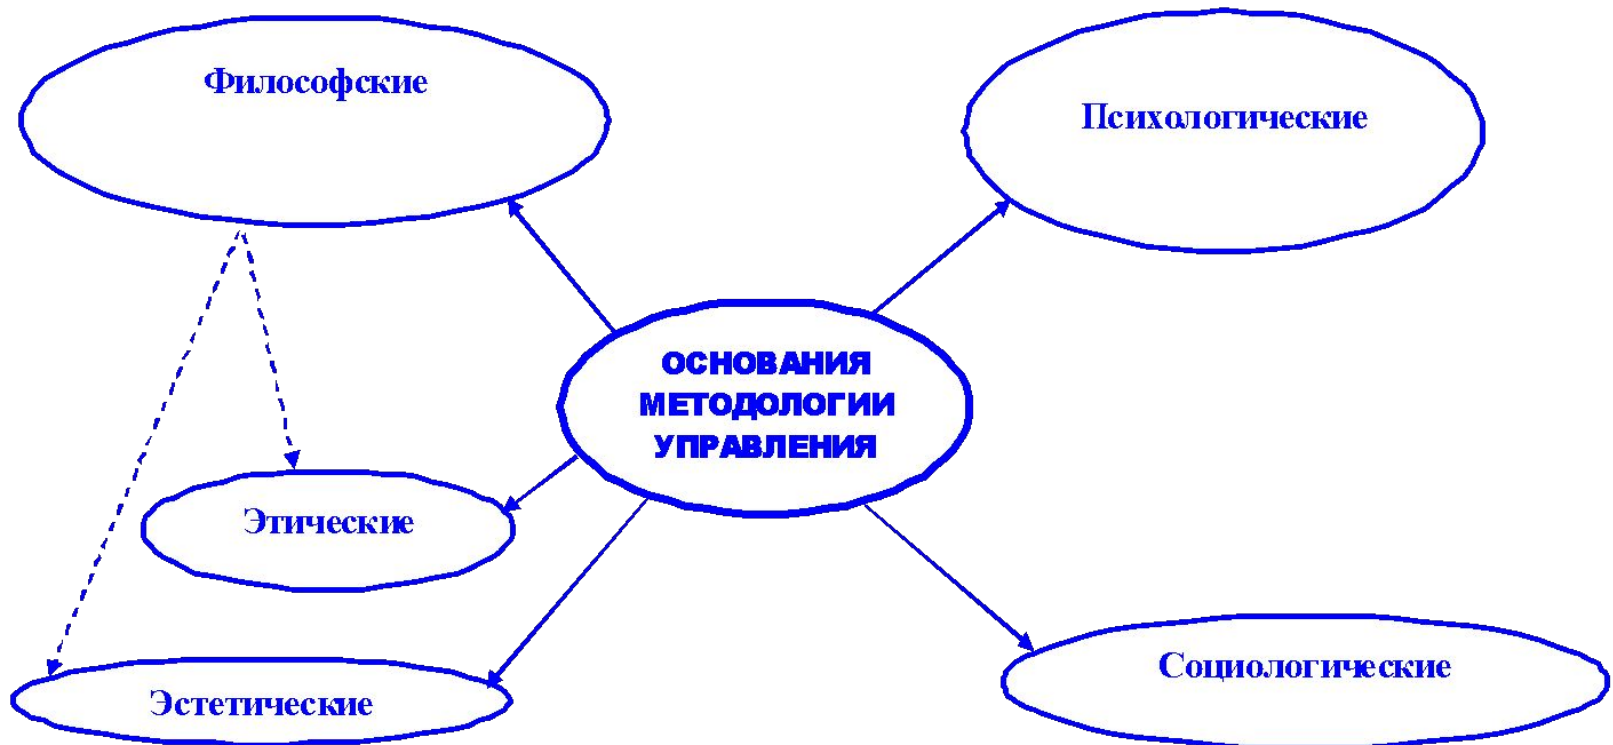 Философские
Психологические
ОСНОВАНИЯ
МЕТОДОЛОГИИ
УПРАВЛЕНИЯ
Этические
Социологические
Эстетические